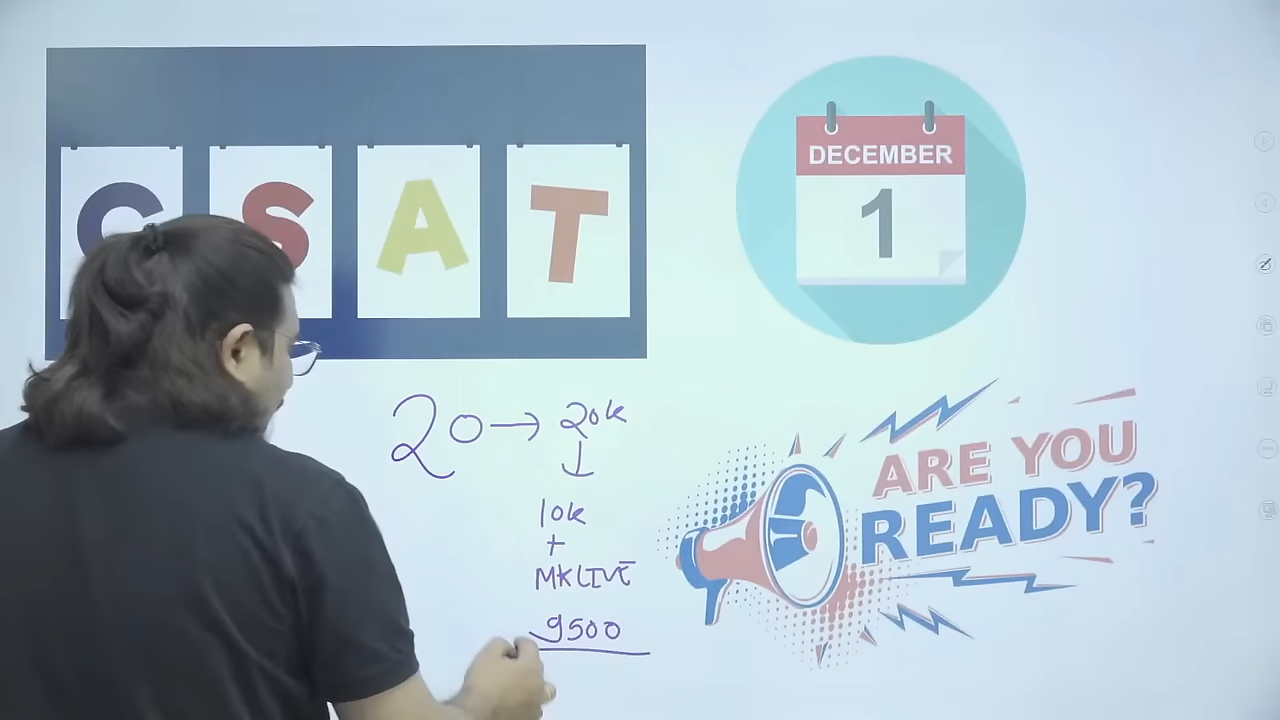 CSAT
DECEMBER
1
20 → 20k
↓
10k
+
MKLIVE
9500
ARE YOU
READY?